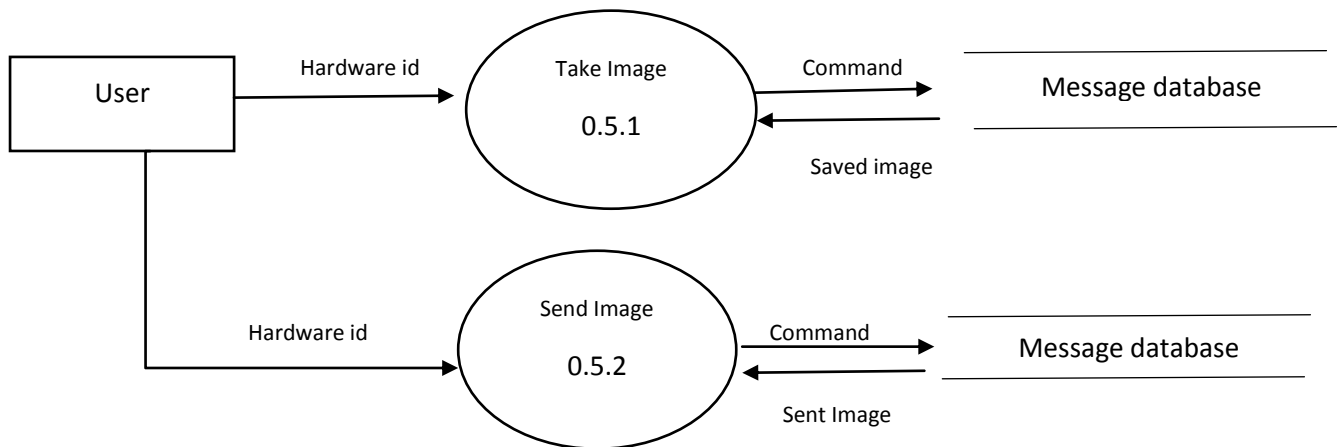 User
Hardware id
Take Image
0.5.1
Command
Saved image
Message database
Hardware id
Send Image
0.5.2
Command
Sent Image
Message database